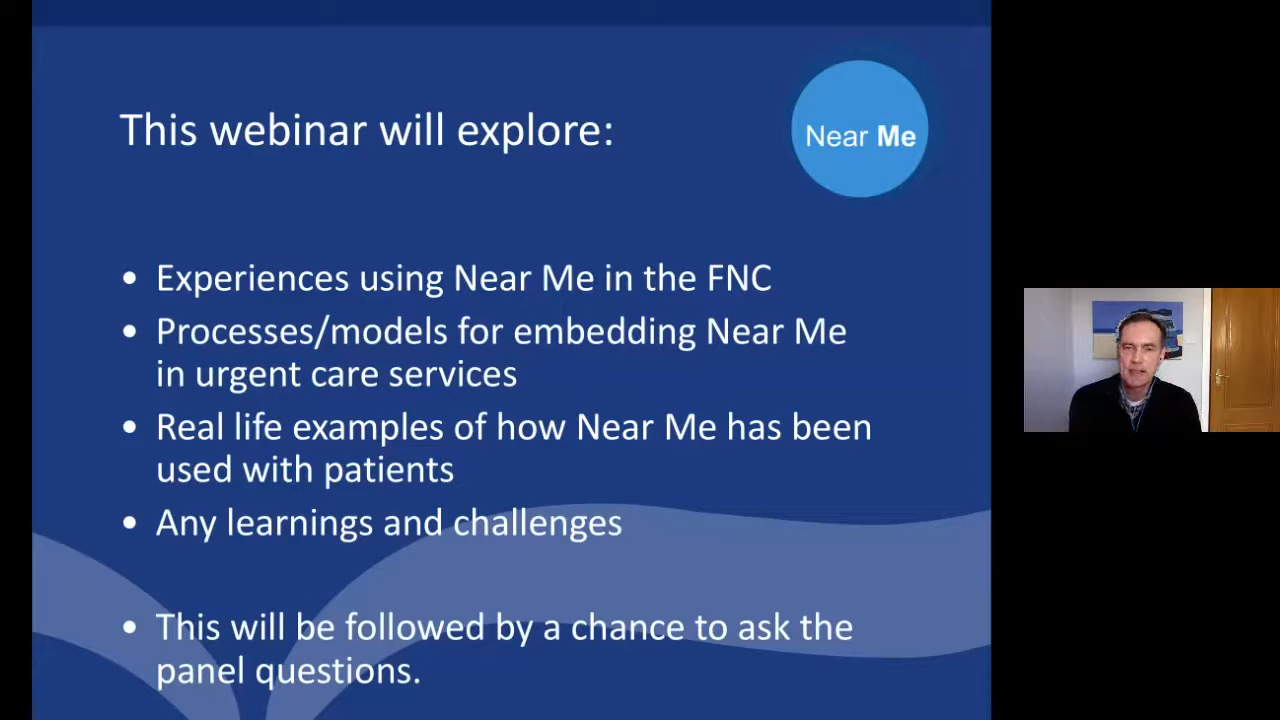 This webinar will explore:
Near Me
• Experiences using Near Me in the FNC
• Processes/models for embedding Near Me
in urgent care services
• Real life examples of how Near Me has been
used with patients
• Any learnings and challenges
• This will be followed by a chance to ask the
panel questions.